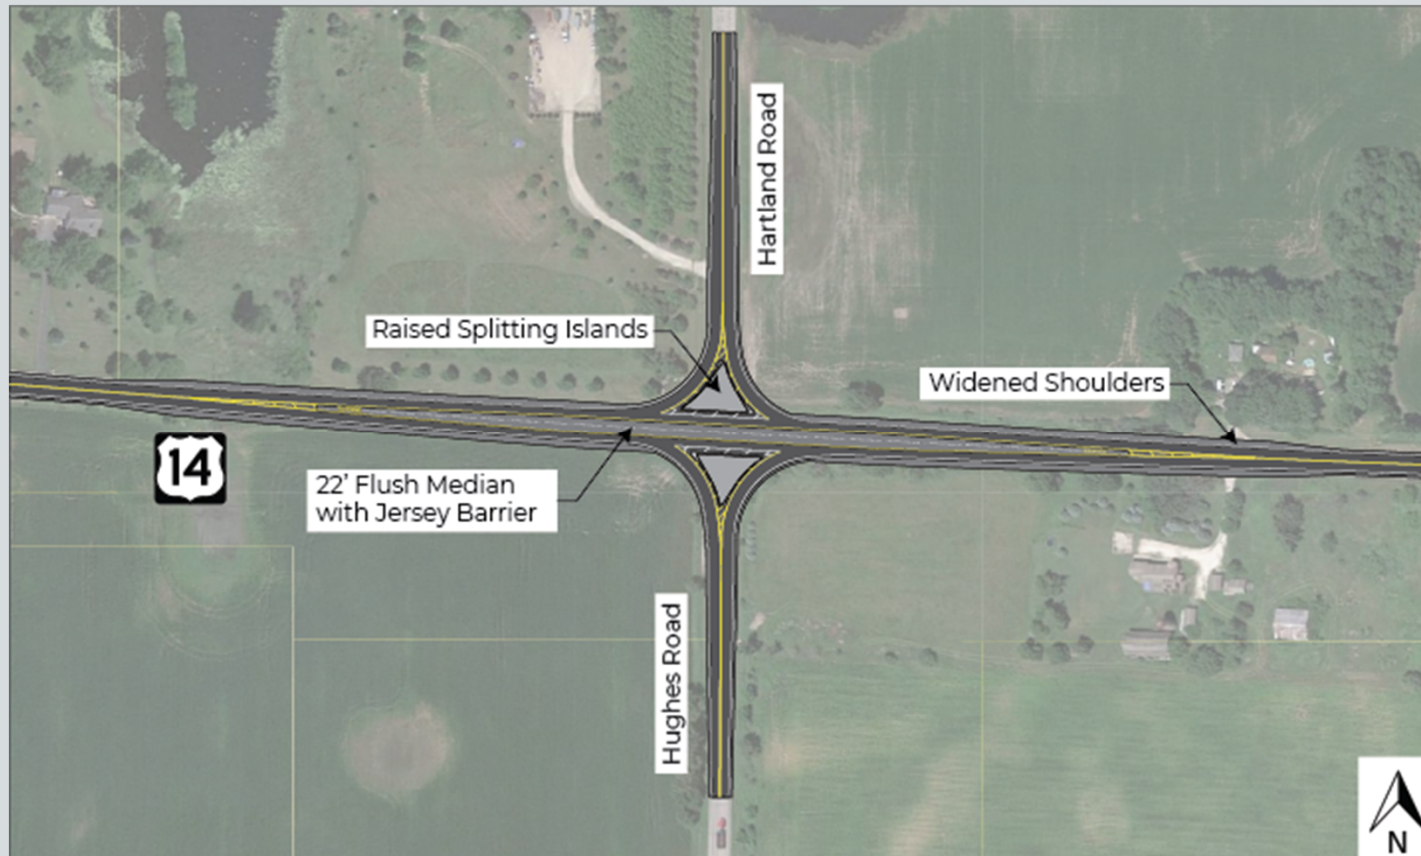 Hartland Road
Raised Splitting Islands
Widened Shoulders
14
22' Flush Median
with Jersey Barrier
Hughes Road
N